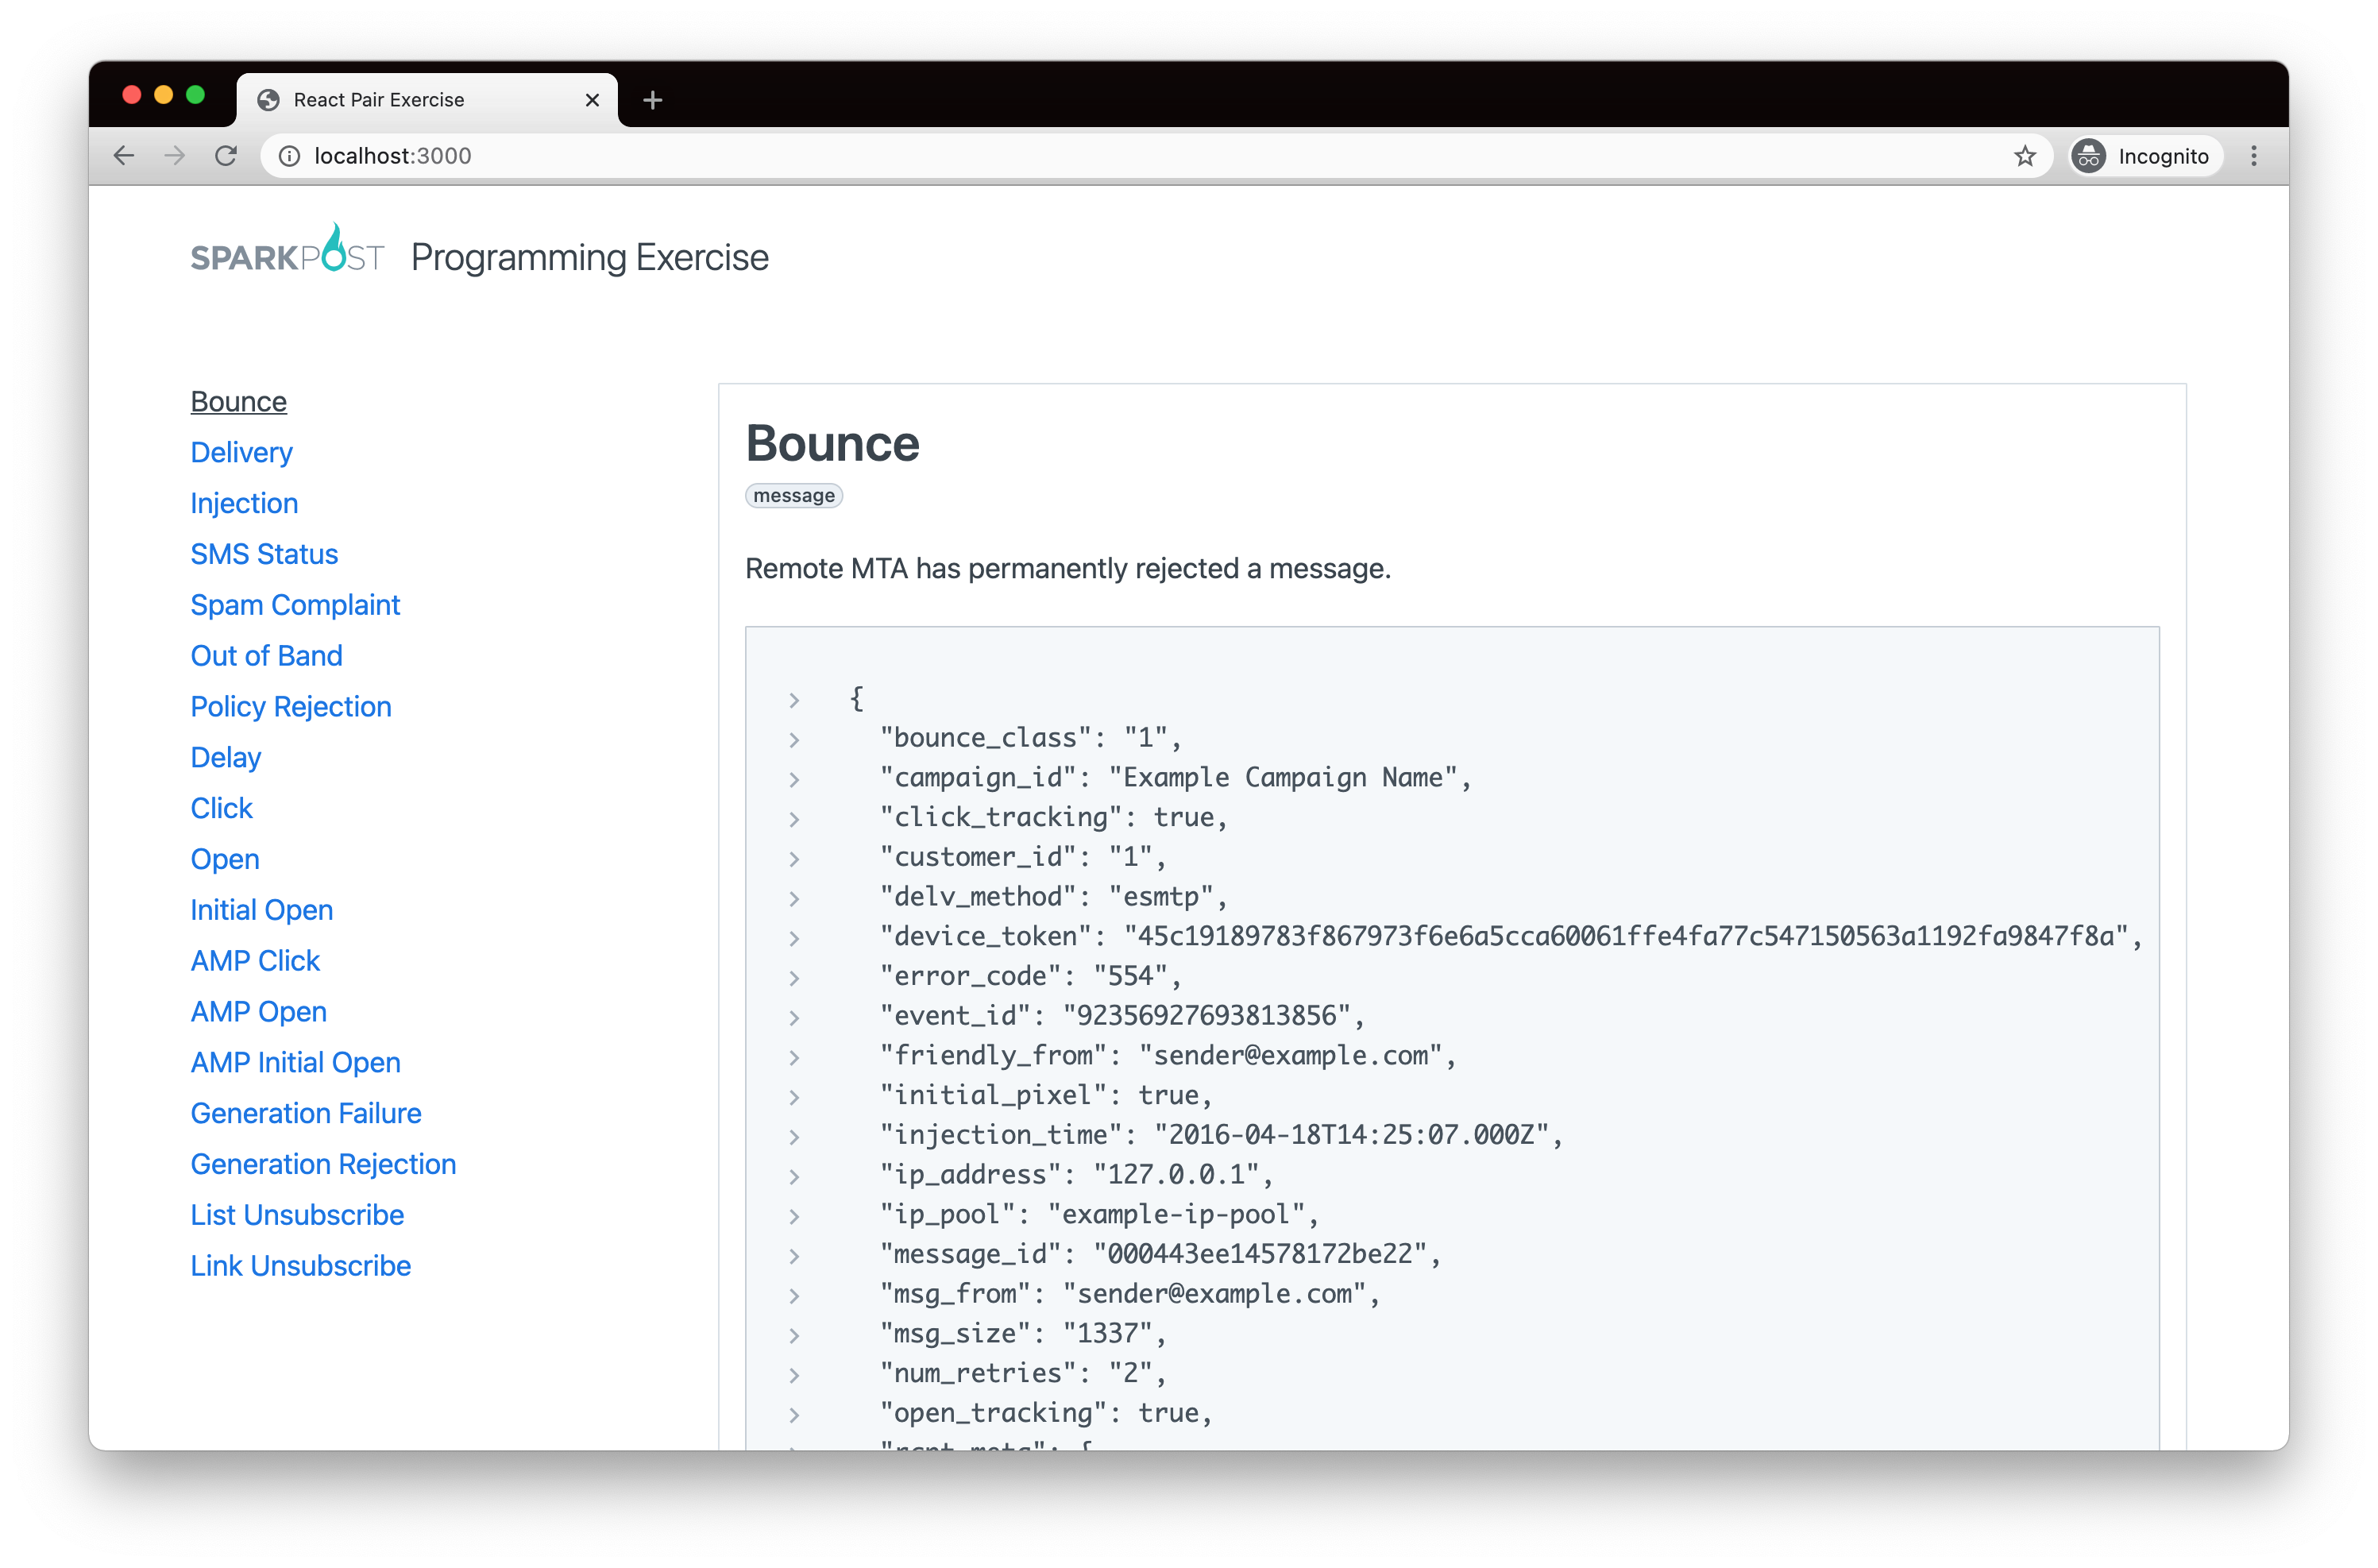 React Pair Exercise
localhost:3000
Incognito
SPARKPOST Programming Exercise
Bounce
Delivery
Injection
SMS Status
Spam Complaint
Out of Band
Policy Rejection
Delay
Click
Open
Initial Open
AMP Click
AMP Open
AMP Initial Open
Generation Failure
Generation Rejection
List Unsubscribe
Link Unsubscribe
Bounce
message
Remote MTA has permanently rejected a message.
{
"bounce_class": "1",
"campaign_id": "Example Campaign Name",
"click_tracking": true,
"customer_id": "1",
"delv_method": "esmtp",
"device_token": "45c19189783f867973f6e6a5cca60061ffe4fa77c547150563a1192fa9847f8a",
"error_code": "554",
"event_id": "92356927693813856",
"friendly_from": "sender@example.com",
"initial_pixel": true,
"injection_time": "2016-04-18T14:25:07.000Z",
"ip_address": "127.0.0.1",
"ip_pool": "example-ip-pool",
"message_id": "000443ee14578172be22",
"msg_from": "sender@example.com",
"msg_size": "1337",
"num_retries": "2",
"open_tracking": true,
"rcpt_meta": {